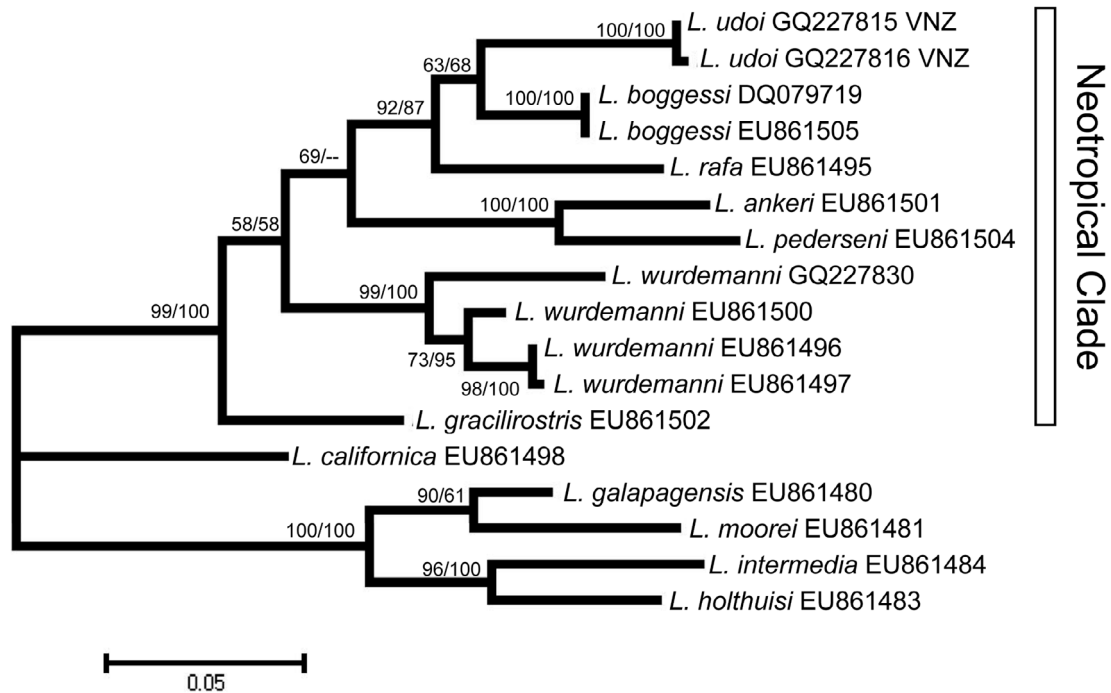 100/100
L. udoi GQ227815 VNZ
L. udoi GQ227816 VNZ
63/68
100/100
L. boggessi DQ079719
L. boggessi EU861505
92/87
L. rafa EU861495
69/--
100/100
L. ankeri EU861501
L. pederseni EU861504
58/58
99/100
L. wurdemanni GQ227830
L. wurdemanni EU861500
73/95
L. wurdemanni EU861496
98/100
L. wurdemanni EU861497
99/100
L. gracilirostris EU861502
L. californica EU861498
90/61
L. galapagensis EU861480
L. moorei EU861481
100/100
96/100
L. intermedia EU861484
L. holthuisi EU861483
0.05
Neotropical Clade